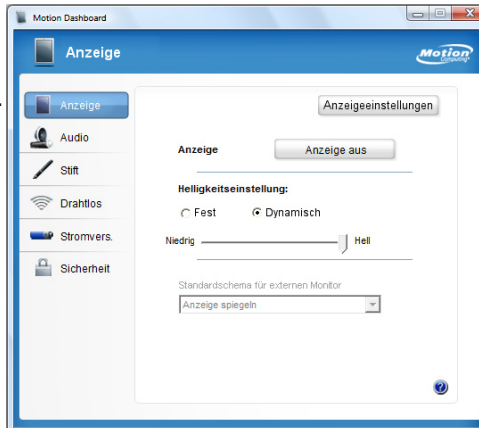 Motion Dashboard
Anzeige
Motion
Computing
Anzeige
Audio
Stift
Drahtlos
Stromvers.
Sicherheit
Anzeigeeinstellungen
Anzeige
Anzeige aus
Helligkeitseinstellung:
Fest
Dynamisch
Niedrig
Hell
Standardschema für externen Monitor
Anzeige spiegeln
?